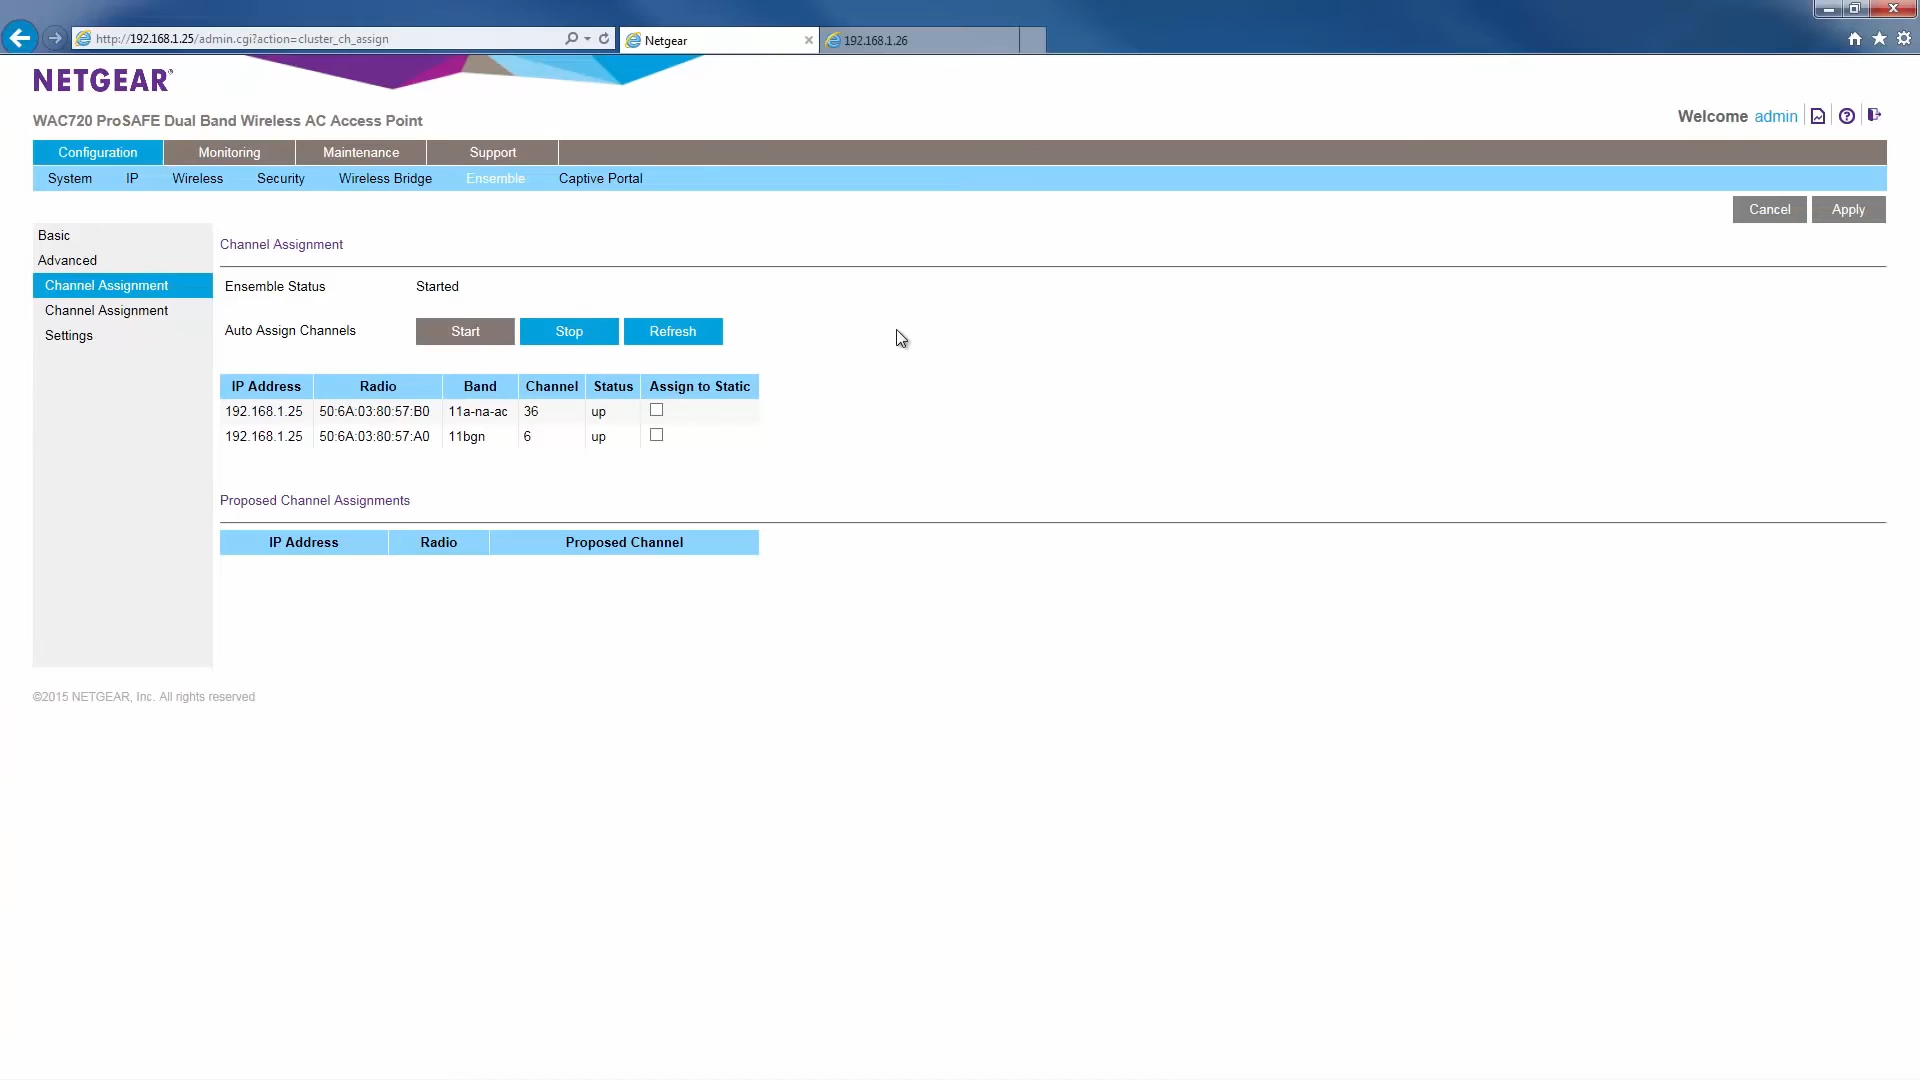 http://192.168.1.25/admin.cgi?action=cluster_ch_assign
Netgear
192.168.1.26
NETGEAR®
WAC720 ProSAFE Dual Band Wireless AC Access Point
Welcome admin
Configuration Monitoring Maintenance Support
System IP Wireless Security Wireless Bridge Ensemble Captive Portal
Cancel Apply
Basic
Advanced
Channel Assignment
Channel Assignment
Settings
Channel Assignment
Ensemble Status Started
Auto Assign Channels Start Stop Refresh
IP Address Radio Band Channel Status Assign to Static
192.168.1.25 50:6A:03:80:57:B0 11a-na-ac 36 up
192.168.1.25 50:6A:03:80:57:A0 11bgn 6 up
Proposed Channel Assignments
IP Address Radio Proposed Channel
©2015 NETGEAR, Inc. All rights reserved